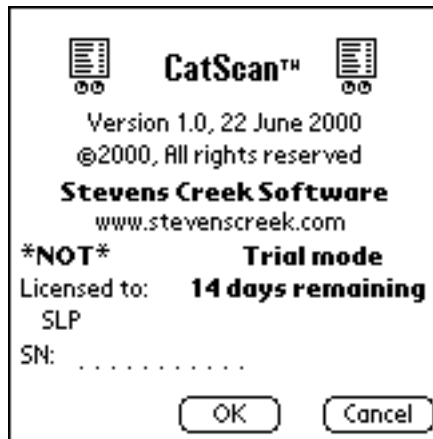 CatScan™
Version 1.0, 22 June 2000
©2000, All rights reserved
Stevens Creek Software
www.stevenscreek.com
*NOT* Trial mode
Licensed to: 14 days remaining
SLP
SN: . . . . . . . . . . .
OK Cancel